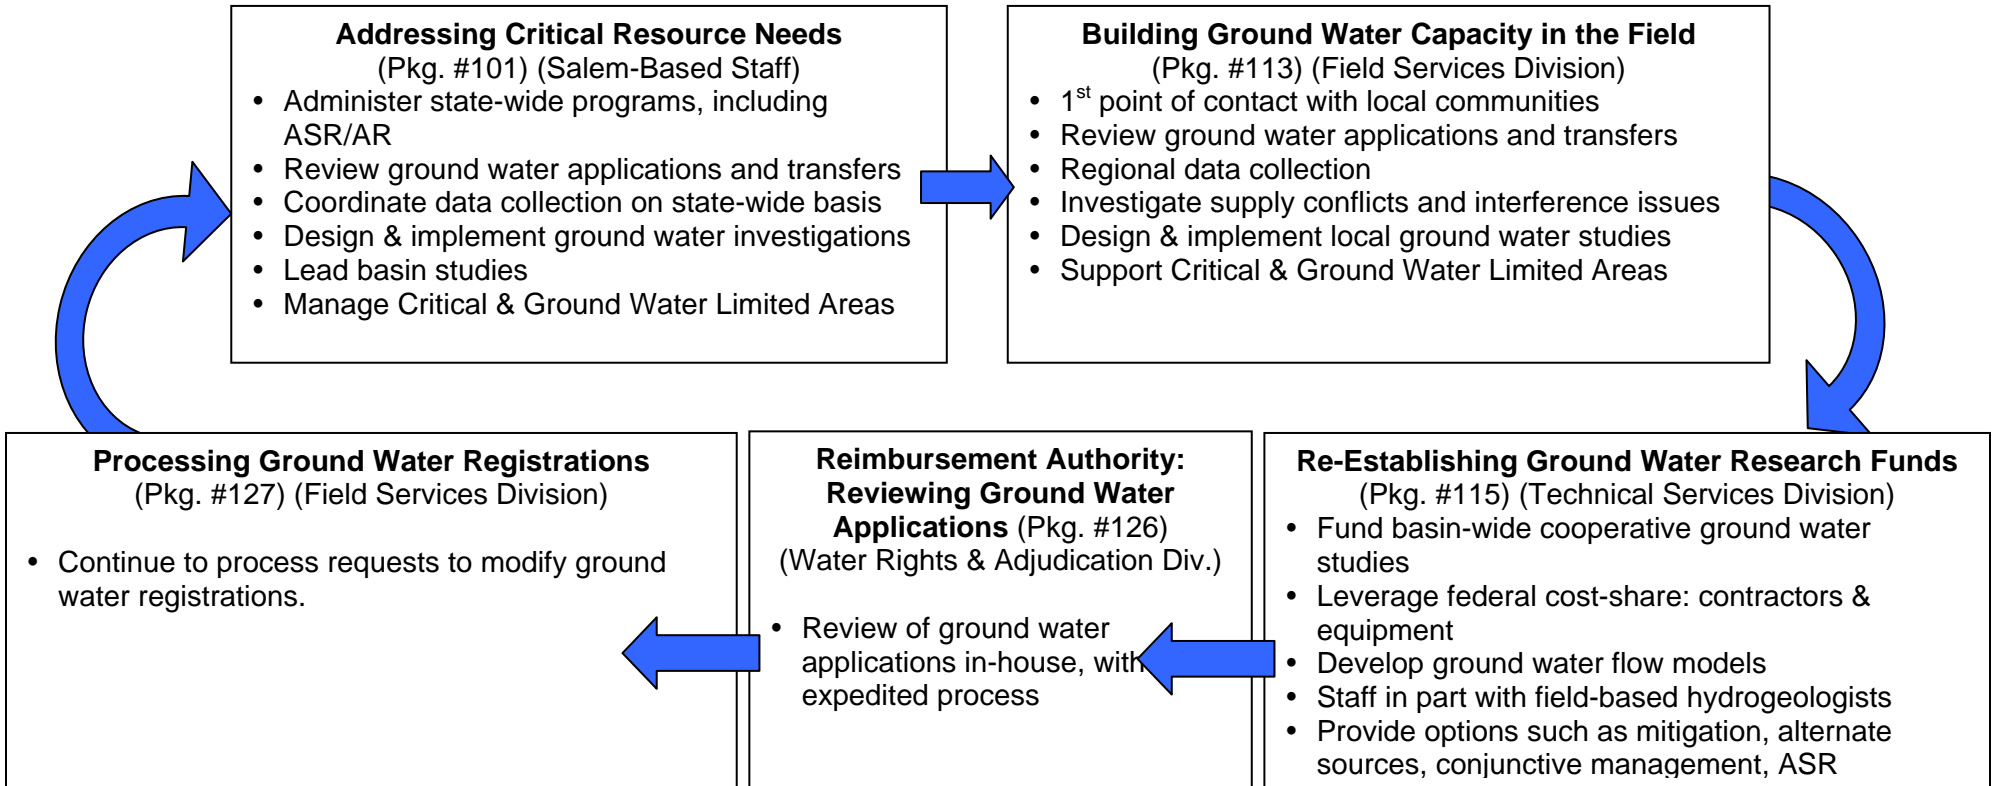 Addressing Critical Resource Needs
(Pkg. #101) (Salem-Based Staff)
• Administer state-wide programs, including
ASR/AR
• Review ground water applications and transfers
• Coordinate data collection on state-wide basis
• Design & implement ground water investigations
• Lead basin studies
• Manage Critical & Ground Water Limited Areas
Building Ground Water Capacity in the Field
(Pkg. #113) (Field Services Division)
• 1st point of contact with local communities
• Review ground water applications and transfers
• Regional data collection
• Investigate supply conflicts and interference issues
• Design & implement local ground water studies
• Support Critical & Ground Water Limited Areas
Processing Ground Water Registrations
(Pkg. #127) (Field Services Division)
• Continue to process requests to modify ground
water registrations.
Reimbursement Authority:
Reviewing Ground Water
Applications (Pkg. #126)
(Water Rights & Adjudication Div.)
• Review of ground water
applications in-house, with
expedited process
Re-Establishing Ground Water Research Funds
(Pkg. #115) (Technical Services Division)
• Fund basin-wide cooperative ground water
studies
• Leverage federal cost-share: contractors &
equipment
• Develop ground water flow models
• Staff in part with field-based hydrogeologists
• Provide options such as mitigation, alternate
sources, conjunctive management, ASR